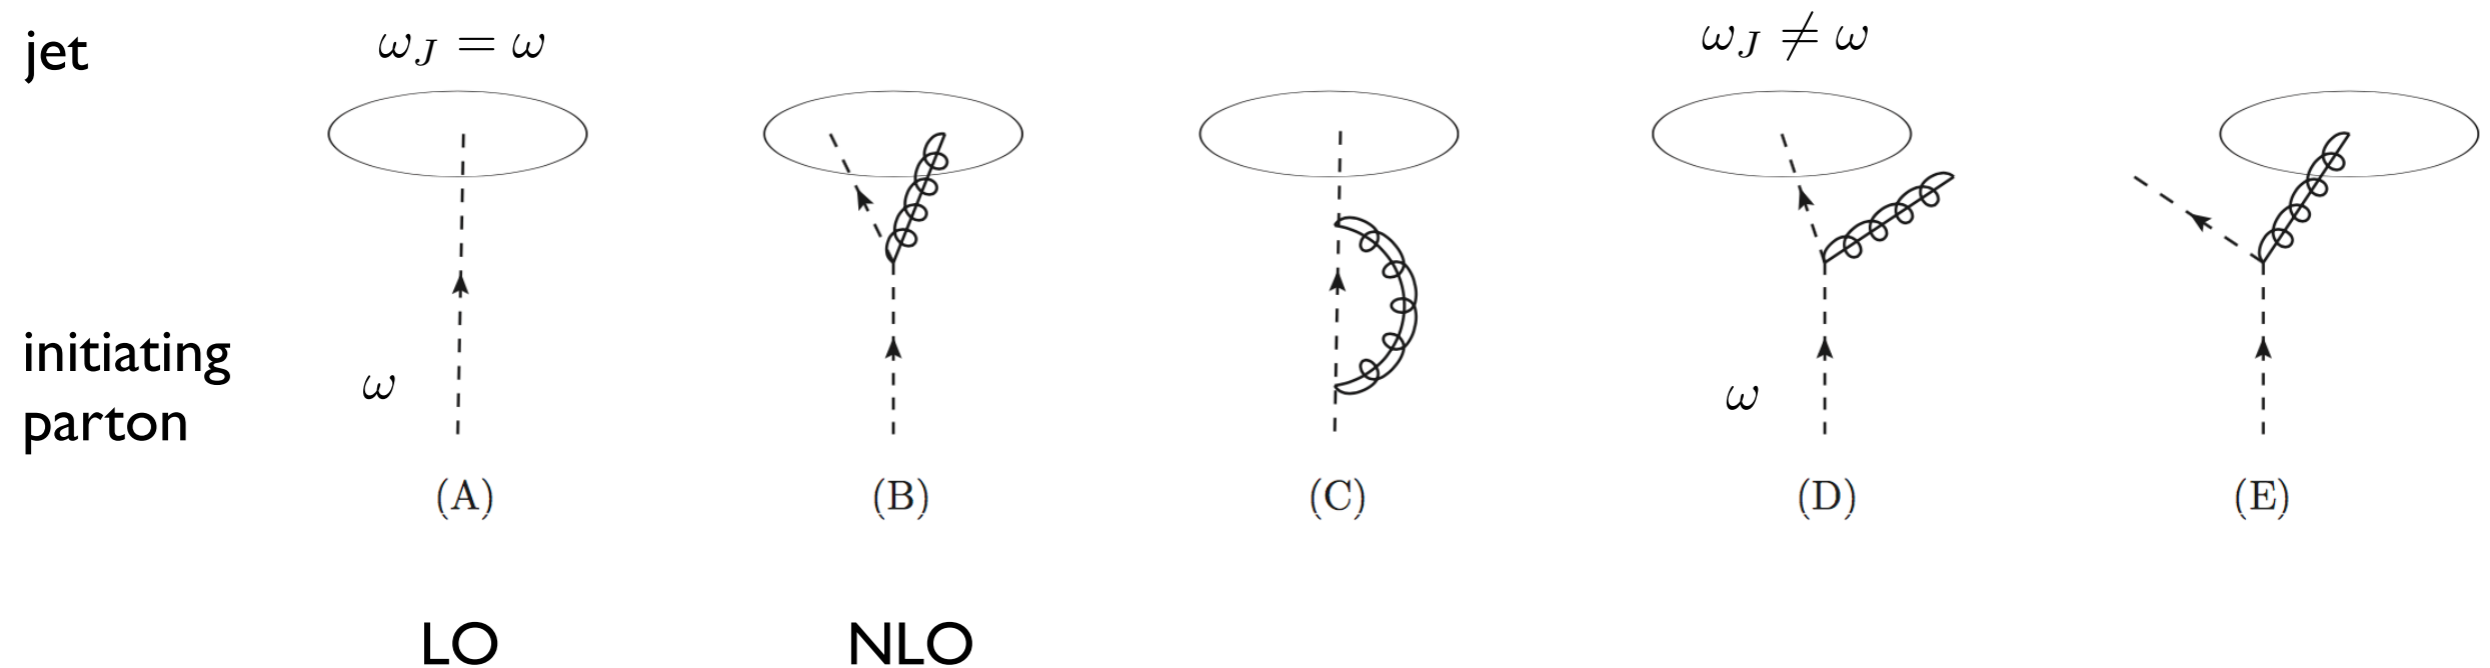 jet
ω_J = ω
ω_J ≠ ω
initiating
parton
ω
ω
(A)
(B)
(C)
(D)
(E)
LO
NLO